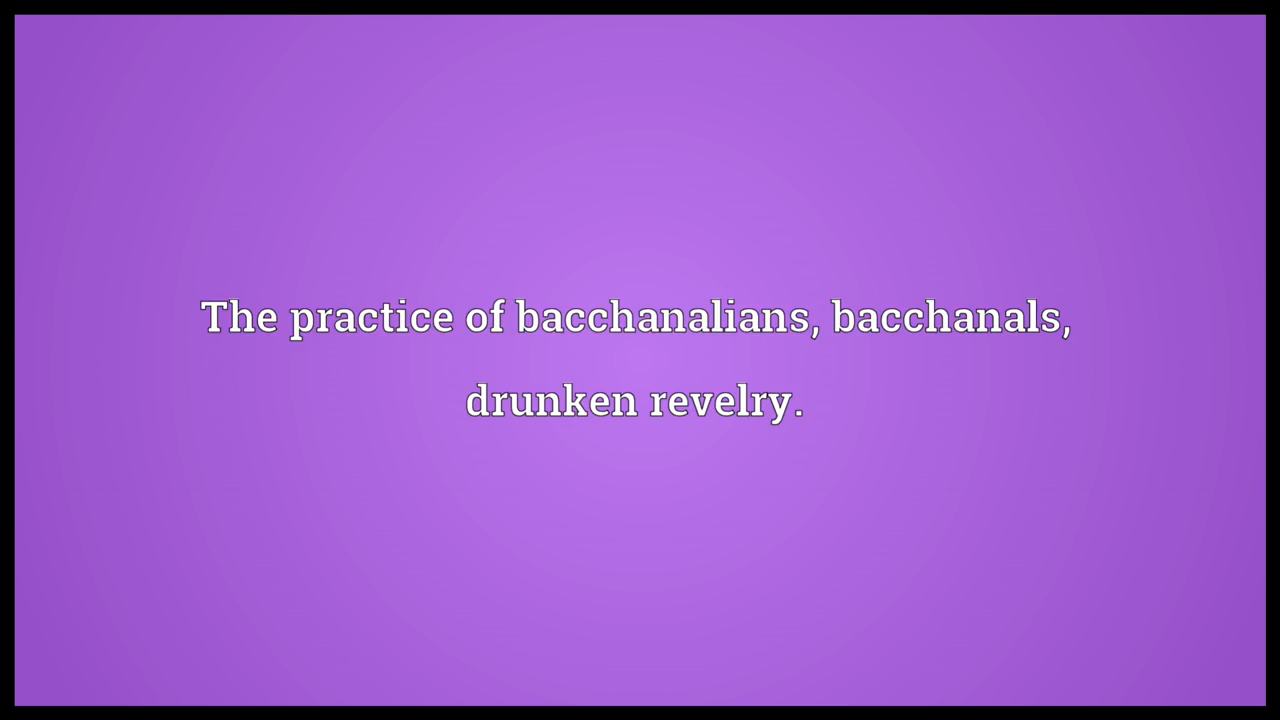 The practice of bacchanalians, bacchanals,
drunken revelry.